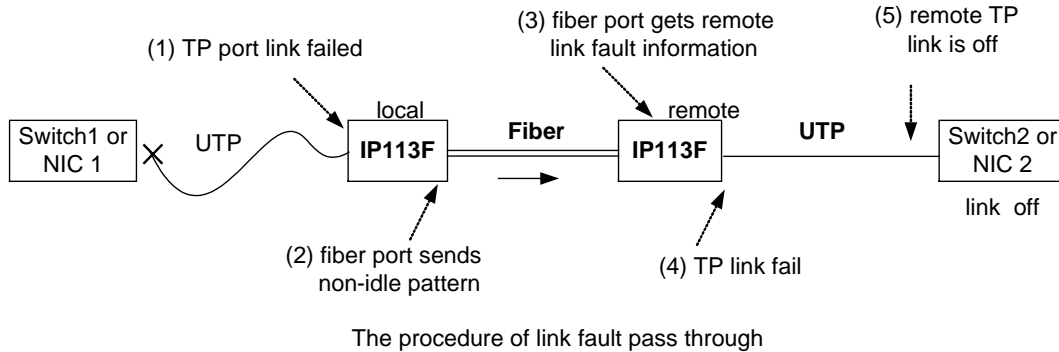 (1) TP port link failed
(3) fiber port gets remote
link fault information
(5) remote TP
link is off
local
remote
Switch1 or
NIC 1
UTP
IP113F
Fiber
IP113F
UTP
Switch2 or
NIC 2
link off
(2) fiber port sends
non-idle pattern
(4) TP link fail
The procedure of link fault pass through